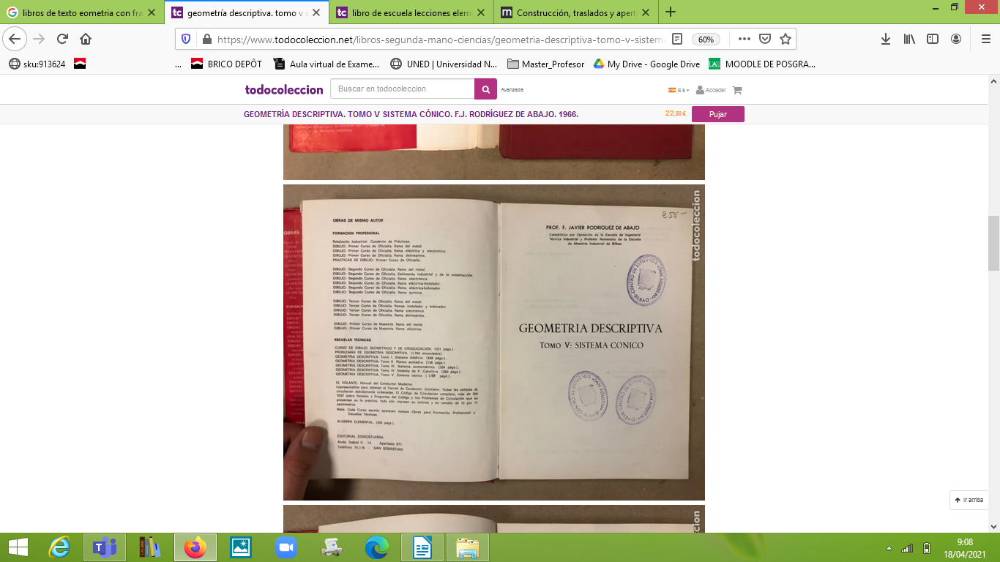 libros de texto eometria con fra
geometría descriptiva. tomo v s
libro de escuela lecciones elem
Construcción, traslados y apert
https://www.todocoleccion.net/libros-segunda-mano-ciencias/geometria-descriptiva-tomo-v-sistema
60%
sku:913624
...
BRICO DEPÔT
Aula virtual de Exame...
UNED | Universidad N...
Master_Profesor
My Drive - Google Drive
MOODLE DE POSGRA...
todocoleccion
Buscar en todocoleccion
Avanzada
ES
Acceder
GEOMETRÍA DESCRIPTIVA. TOMO V SISTEMA CÓNICO. F.J. RODRÍGUEZ DE ABAJO. 1966.
22,50 €
Pujar
OBRAS DE MISMO AUTOR
FORMACION PROFESIONAL
Rotulación Industrial: Cuaderno de Prácticas.
DIBUJO: Primer Curso de Oficialía. Rama del metal.
DIBUJO: Primer Curso de Oficialía. Rama eléctrica y electrónica.
DIBUJO: Primer Curso de Oficialía. Rama delineantes.
PRACTICAS DE DIBUJO: Primer Curso de Oficialía.
DIBUJO: Segundo Curso de Oficialía. Rama del metal.
DIBUJO: Segundo Curso de Oficialía. Delineante industrial y de la construcción.
DIBUJO: Segundo Curso de Oficialía. Rama electrónica.
DIBUJO: Segundo Curso de Oficialía. Rama eléctrica-instalador.
DIBUJO: Segundo Curso de Oficialía. Rama eléctrica-bobinador.
DIBUJO: Segundo Curso de Oficialía. Rama química.
DIBUJO: Tercer Curso de Oficialía. Rama del metal.
DIBUJO: Tercer Curso de Oficialía. Ramas instalador y bobinador.
DIBUJO: Tercer Curso de Oficialía. Rama electrónica.
DIBUJO: Tercer Curso de Oficialía. Rama delineantes.
DIBUJO: Primer Curso de Maestría. Rama del metal.
DIBUJO: Primer Curso de Maestría. Rama eléctrica.
ESCUELAS TECNICAS
CURSO DE DIBUJO GEOMETRICO Y DE CROQUIZACION. (331 págs.).
PROBLEMAS DE GEOMETRIA DESCRIPTIVA. (1.700 enunciados).
GEOMETRIA DESCRIPTIVA. Tomo I. Sistema diédrico. (428 págs.).
GEOMETRIA DESCRIPTIVA. Tomo II. Planos acotados. (136 págs.).
GEOMETRIA DESCRIPTIVA. Tomo III. Sistema axonométrico. (334 págs.).
GEOMETRIA DESCRIPTIVA. Tomo IV. Sistema de P. Caballera. (280 págs.).
GEOMETRIA DESCRIPTIVA. Tomo V. Sistema cónico. ( 268 págs.).
EL VOLANTE: Manual del Conductor Moderno.
Imprescindible para obtener el Carnet de Conductor. Contiene: Todas las señales de
circulación debidamente ordenadas. El Código de Circulación completo, más de 300
TEST sobre Señales y Preguntas del Código y los Problemas de Circulación que se
presentan en la práctica, todo ello impreso en colores y en tamaño de 12 por 17
centímetros.
Nota: Cada Curso escolar aparecen nuevas Obras para Formación Profesional y
Escuelas Técnicas.
ALGEBRA ELEMENTAL. (500 págs.).
EDITORIAL DONOSTIARRA
Avda. Isabel II - 14 Apartado 671
Teléfono 18.116 - SAN SEBASTIAN
250-
PROF. F. JAVIER RODRIGUEZ DE ABAJO
Catedrático por Oposición de la Escuela de Ingeniería
Técnica Industrial y Profesor Numerario de la Escuela
de Maestría Industrial de Bilbao.
CENTRO DE ESTUDIOS SAN AGUSTIN BILBAO
GEOMETRIA DESCRIPTIVA
TOMO V: SISTEMA CONICO
CENTRO DE ESTUDIOS SAN AGUSTIN
CENTRO DE ESTUDIOS BILBAO
todocoleccion
Ir arriba
9:08
18/04/2021